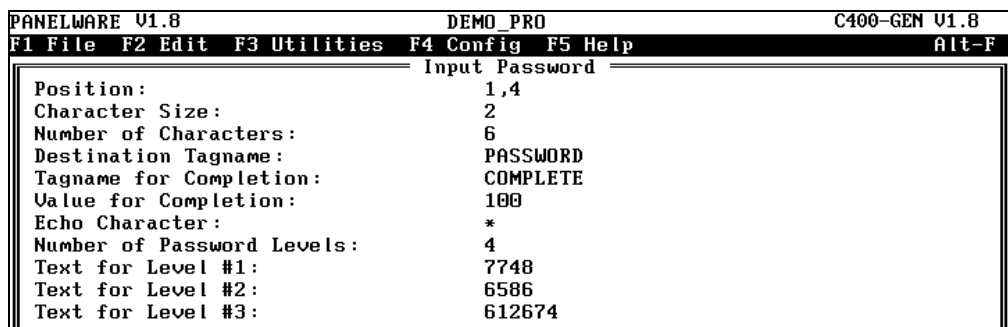 PANELWARE V1.8 DEMO_PRO C400-GEN V1.8
F1 File F2 Edit F3 Utilities F4 Config F5 Help Alt-F
Input Password
Position: 1,4
Character Size: 2
Number of Characters: 6
Destination Tagname: PASSWORD
Tagname for Completion: COMPLETE
Value for Completion: 100
Echo Character: *
Number of Password Levels: 4
Text for Level #1: 7748
Text for Level #2: 6586
Text for Level #3: 612674